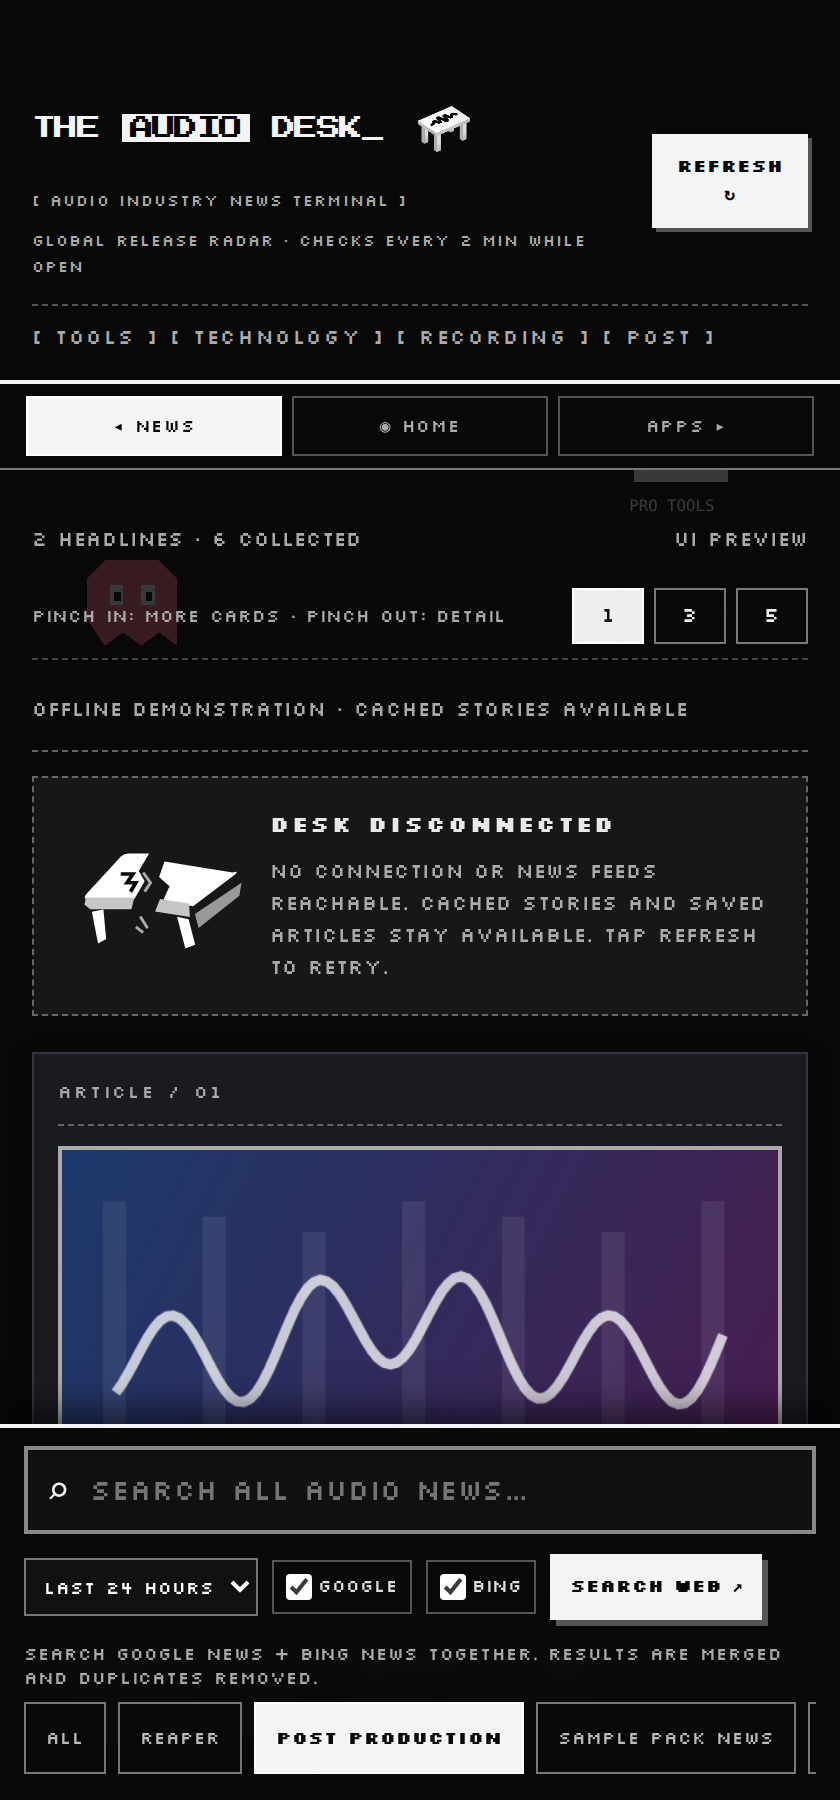 THE AUDIO DESK_
REFRESH
↻
[ AUDIO INDUSTRY NEWS TERMINAL ]
GLOBAL RELEASE RADAR · CHECKS EVERY 2 MIN WHILE
OPEN
[ TOOLS ] [ TECHNOLOGY ] [ RECORDING ] [ POST ]
◂ NEWS
◉ HOME
APPS ▸
PRO TOOLS
2 HEADLINES · 6 COLLECTED
UI PREVIEW
PINCH IN: MORE CARDS · PINCH OUT: DETAIL
1
3
5
OFFLINE DEMONSTRATION · CACHED STORIES AVAILABLE
DESK DISCONNECTED
NO CONNECTION OR NEWS FEEDS
REACHABLE. CACHED STORIES AND SAVED
ARTICLES STAY AVAILABLE. TAP REFRESH
TO RETRY.
ARTICLE / 01
SEARCH ALL AUDIO NEWS…
LAST 24 HOURS
GOOGLE
BING
SEARCH WEB ↗
SEARCH GOOGLE NEWS + BING NEWS TOGETHER. RESULTS ARE MERGED
AND DUPLICATES REMOVED.
ALL
REAPER
POST PRODUCTION
SAMPLE PACK NEWS